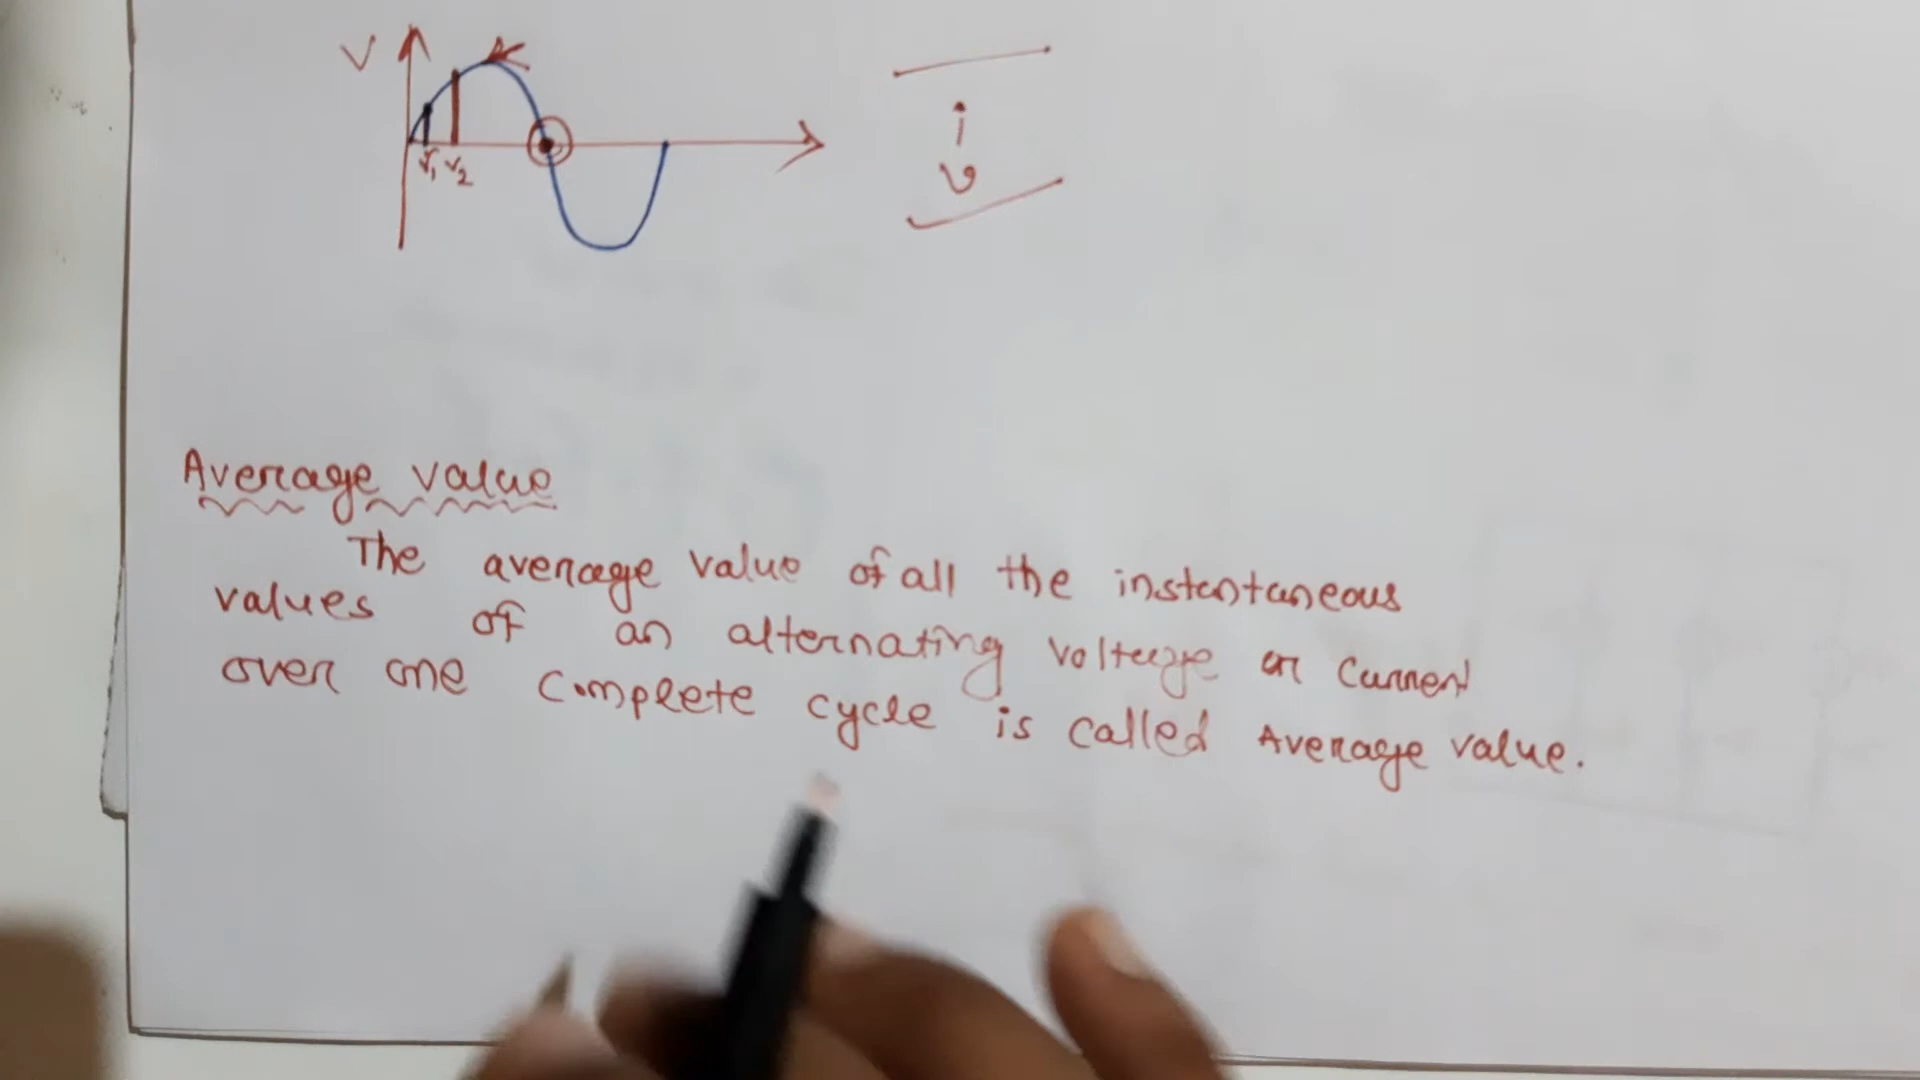 V
v1 v2
i
v
Average value
The average value of all the instantaneous
values of an alternating voltage or current
over one complete cycle is called Average value.